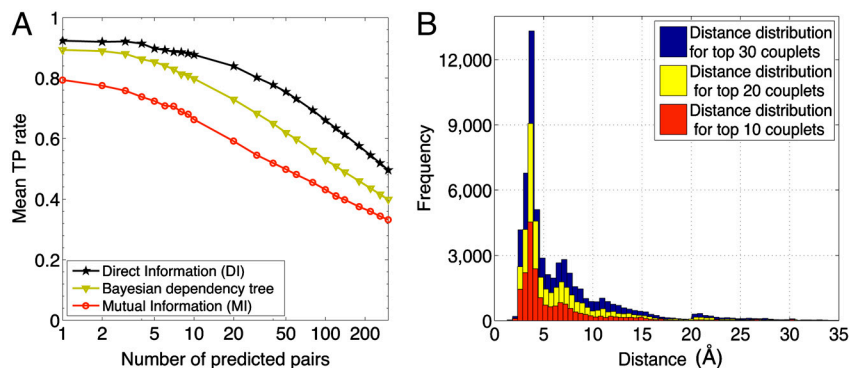 A
Mean TP rate
1
0.8
0.6
0.4
0.2
0
Direct Information (DI)
Bayesian dependency tree
Mutual Information (MI)
1 2 5 10 20 50 100 200
Number of predicted pairs
B
Frequency
12,000
9,000
6,000
3,000
Distance distribution
for top 30 couplets
Distance distribution
for top 20 couplets
Distance distribution
for top 10 couplets
0 5 10 15 20 25 30 35
Distance (Å)